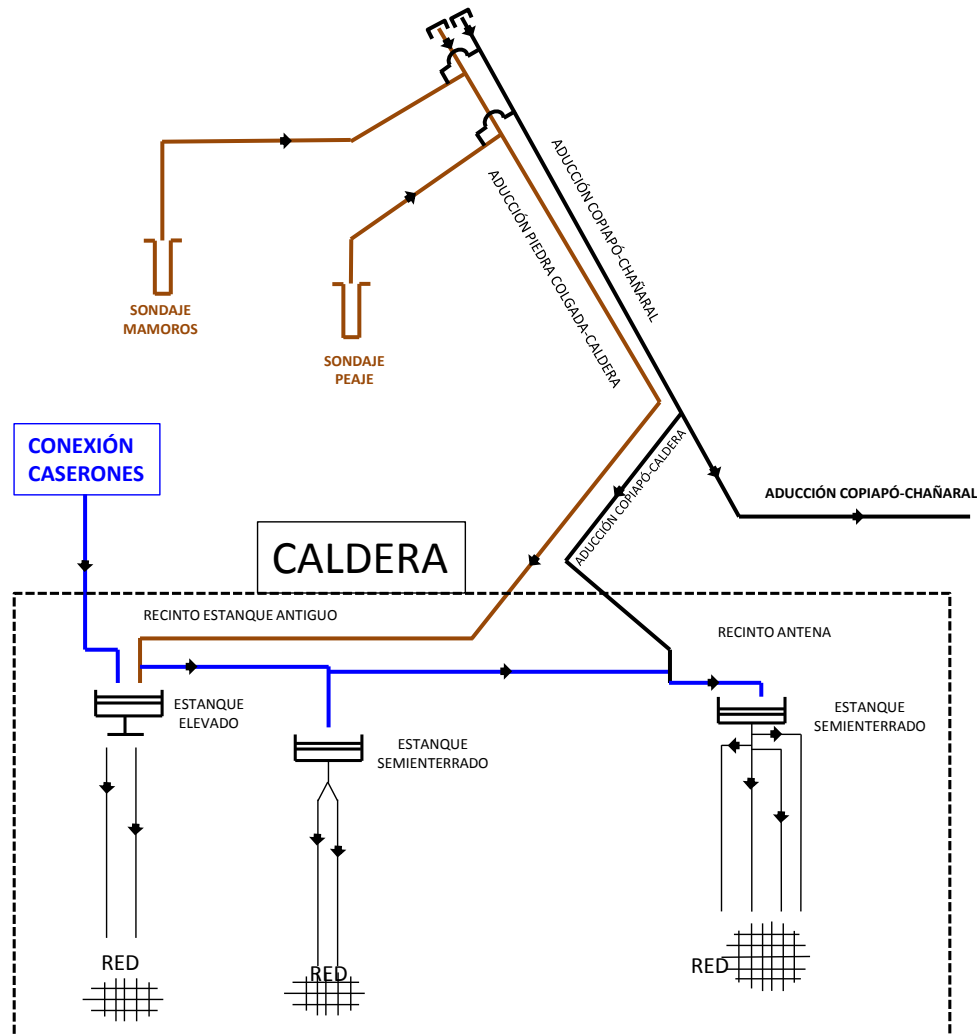 ADUCCIÓN COPIAPÓ-CHAÑARAL
ADUCCIÓN PIEDRA COLGADA-CALDERA
SONDAJE
MAMOROS
SONDAJE
PEAJE
CONEXIÓN
CASERONES
ADUCCIÓN COPIAPÓ-CALDERA
ADUCCIÓN COPIAPÓ-CHAÑARAL
CALDERA
RECINTO ESTANQUE ANTIGUO
RECINTO ANTENA
ESTANQUE
ELEVADO
ESTANQUE
SEMIENTERRADO
ESTANQUE
SEMIENTERRADO
RED
RED
RED